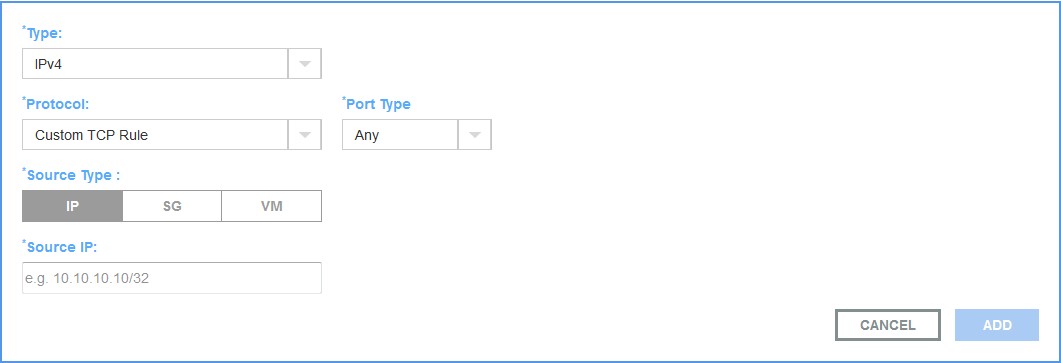 *Type:
IPv4
*Protocol: *Port Type
Custom TCP Rule Any
*Source Type :
IP SG VM
*Source IP:
e.g. 10.10.10.10/32
CANCEL ADD